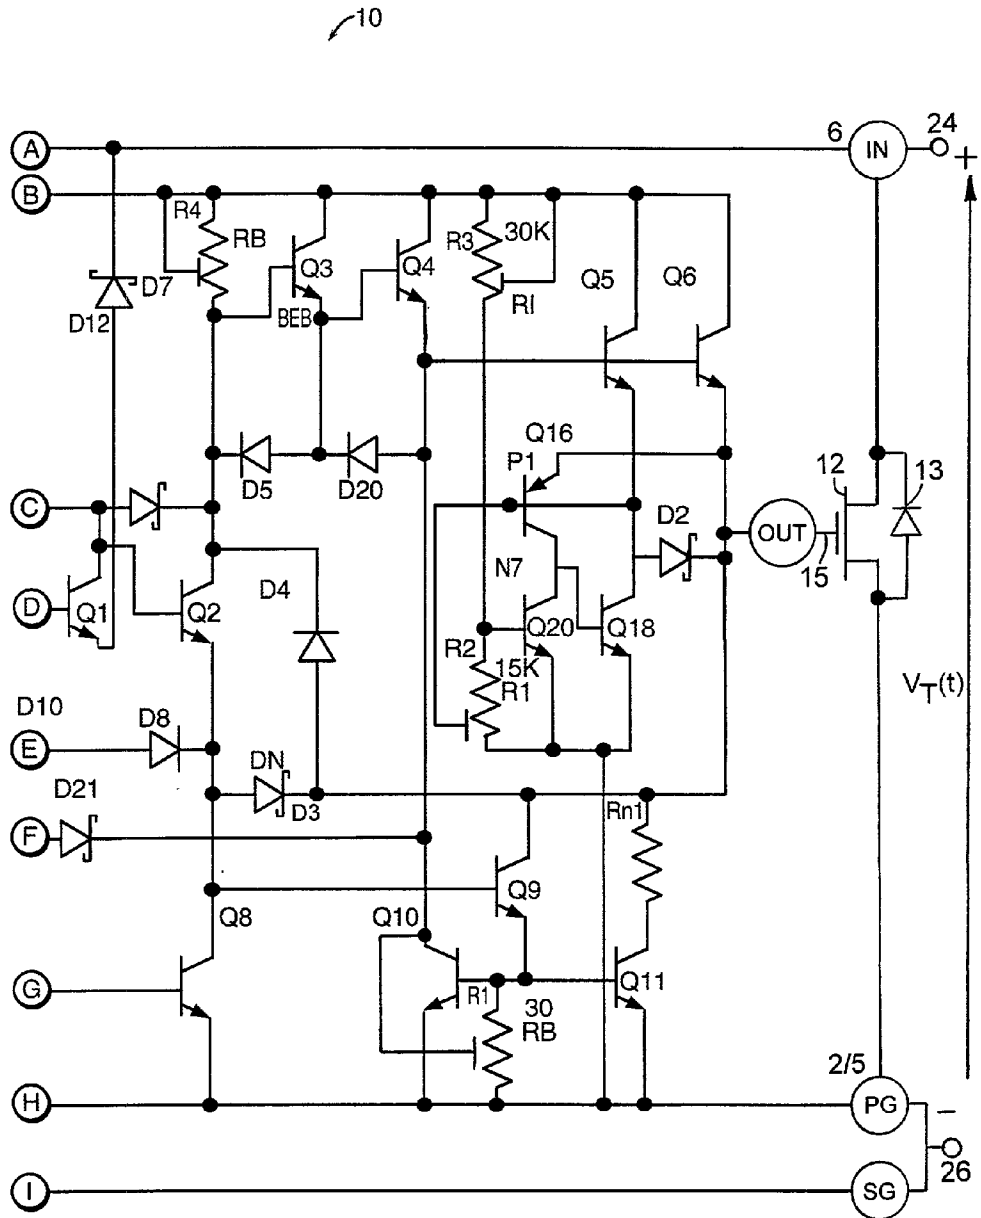 10
A
6
IN
24
+
B
R4
RB
Q3
Q4
R3
30K
Q5
Q6
D7
RI
D12
BEB
Q16
P1
12
13
D5
D20
C
D2
OUT
15
N7
D
Q1
Q2
D4
Q20
Q18
R2
15K
R1
VT(t)
D10
D8
E
DN
D21
D3
Rn1
F
Q9
Q8
Q10
G
R1
Q11
30
RB
2/5
H
PG
–
26
I
SG